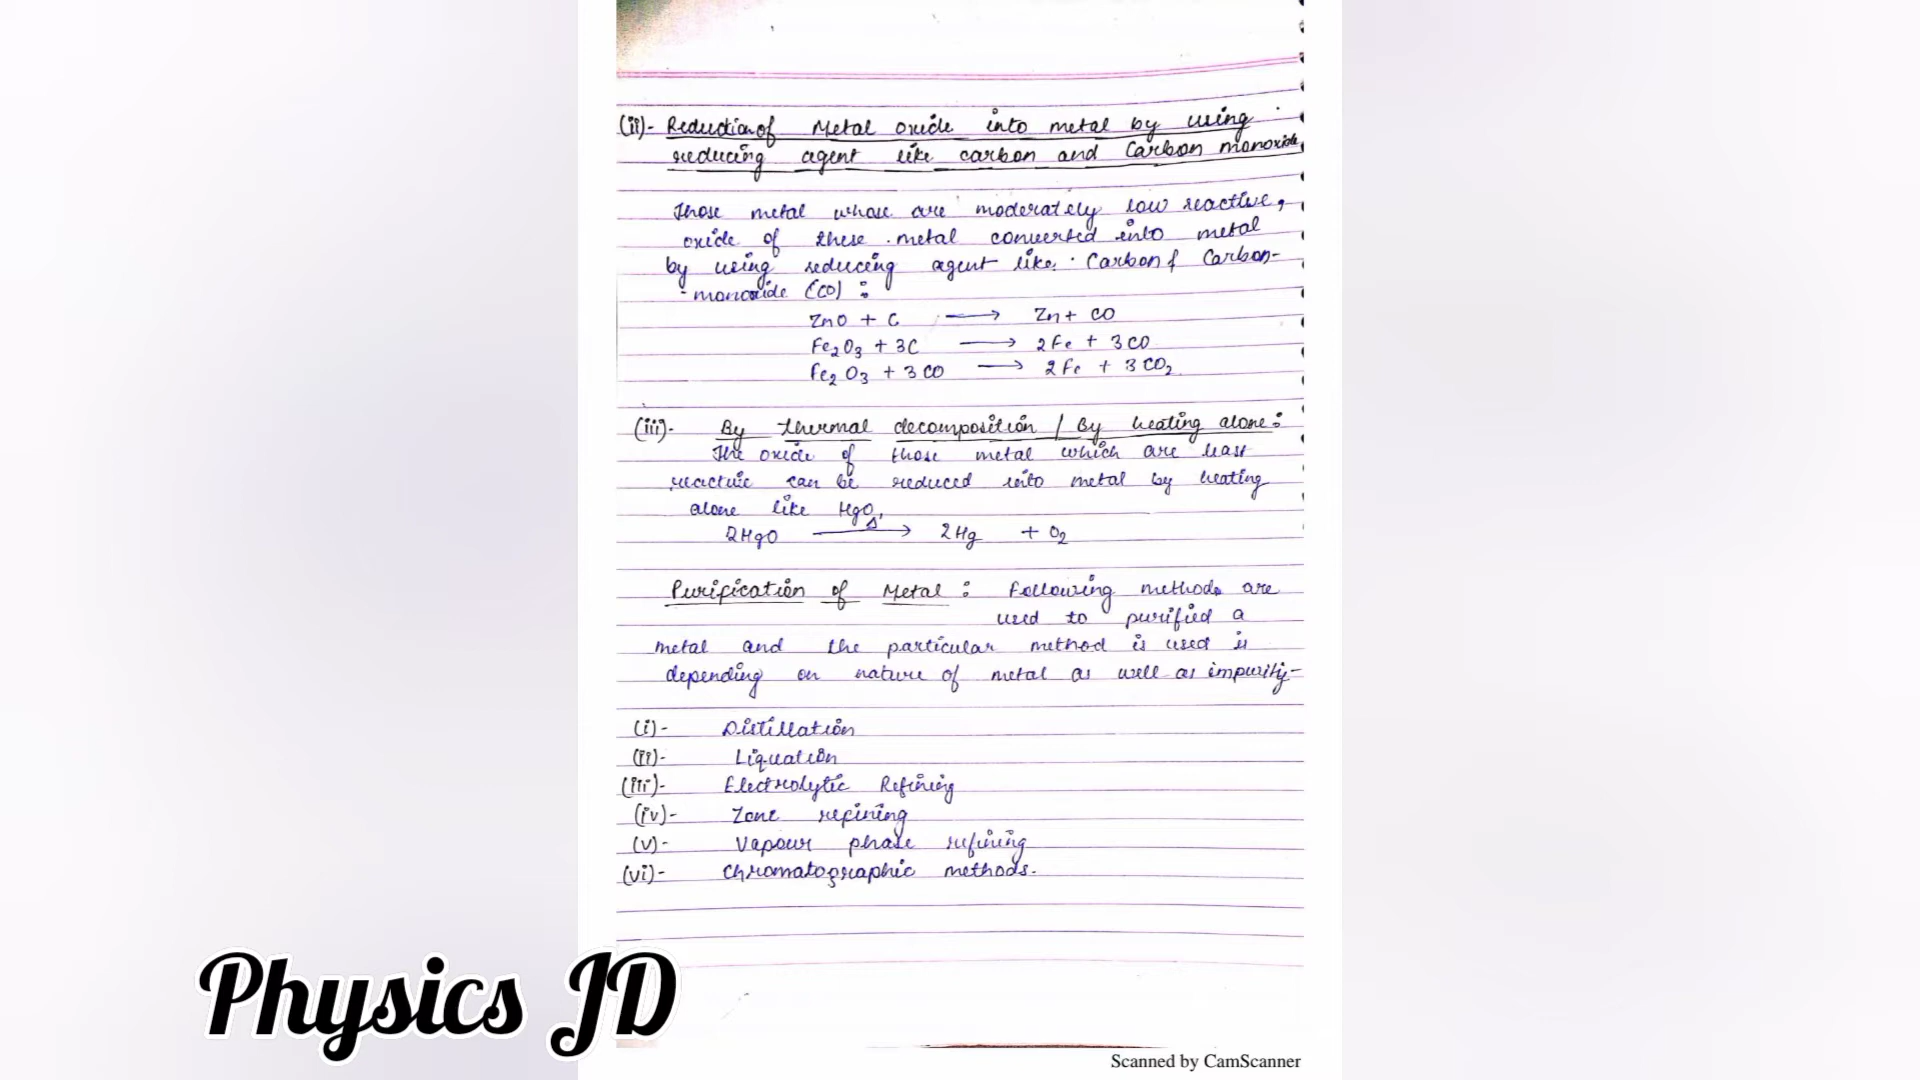 (ii)- Reduction of Metal oxide into metal by using
reducing agent like carbon and Carbon monoxide
Those metal whose are moderately low reactive,
oxide of these metal converted into metal
by using reducing agent like. Carbon & Carbon-
-monoxide (CO) :
ZnO + C ⟶ Zn + CO
Fe₂O₃ + 3C ⟶ 2Fe + 3CO
Fe₂O₃ + 3CO ⟶ 2Fe + 3CO₂
(iii)- By thermal decomposition / By heating alone :
The oxide of those metal which are least
reactive can be reduced into metal by heating
alone like HgO,
2HgO ⟶ Δ 2Hg + O₂
Purification of Metal : Following methods are
used to purified a
metal and the particular method is used is
depending on nature of metal as well as impurity-
(i)- Distillation
(ii)- Liquation
(iii)- Electrolytic Refining
(iv)- Zone refining
(v)- Vapour phase refining
(vi)- Chromatographic methods.
Physics JD
Scanned by CamScanner